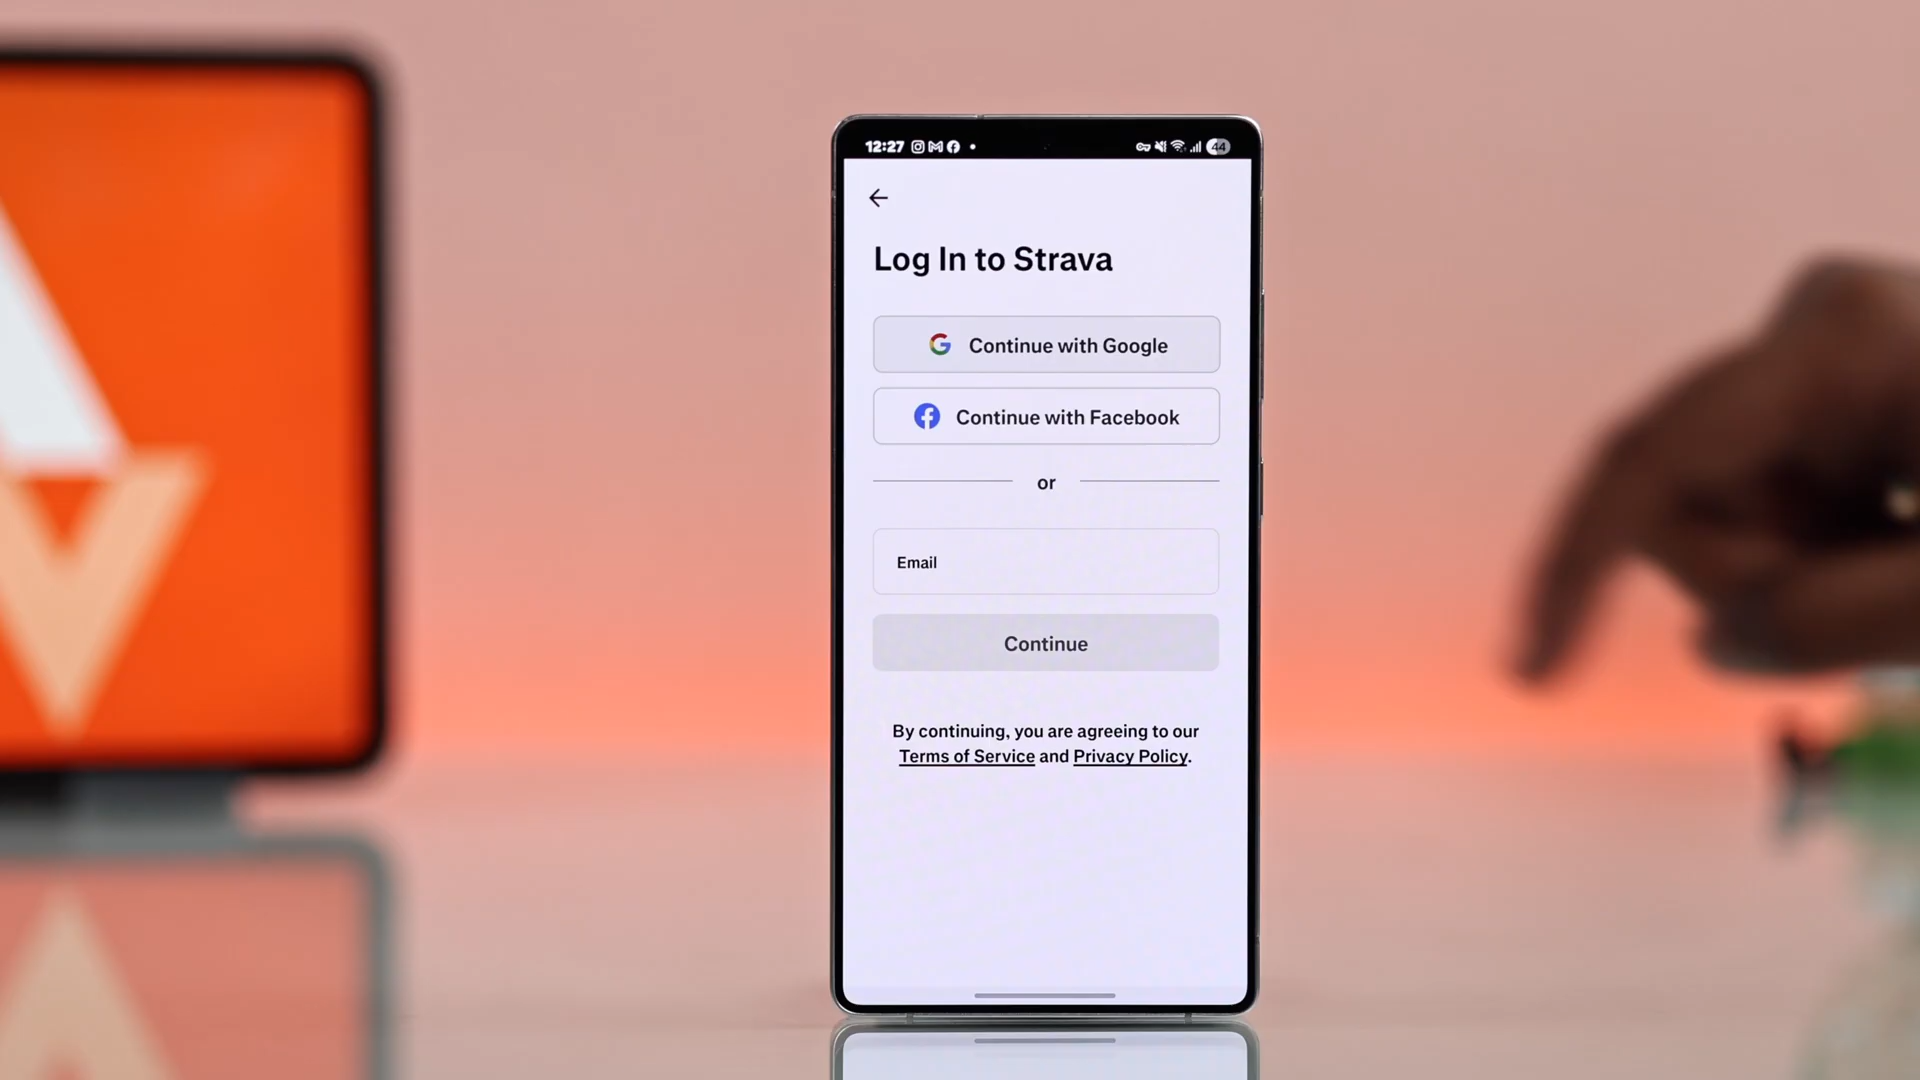 12:27 44
Log In to Strava
Continue with Google
Continue with Facebook
or
Email
Continue
By continuing, you are agreeing to our
Terms of Service and Privacy Policy.